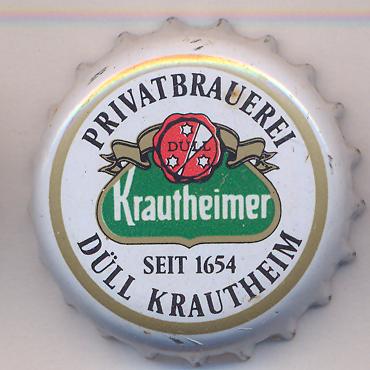 PRIVATBRAUEREI
DÜLL
Krautheimer
SEIT 1654
DÜLL KRAUTHEIM